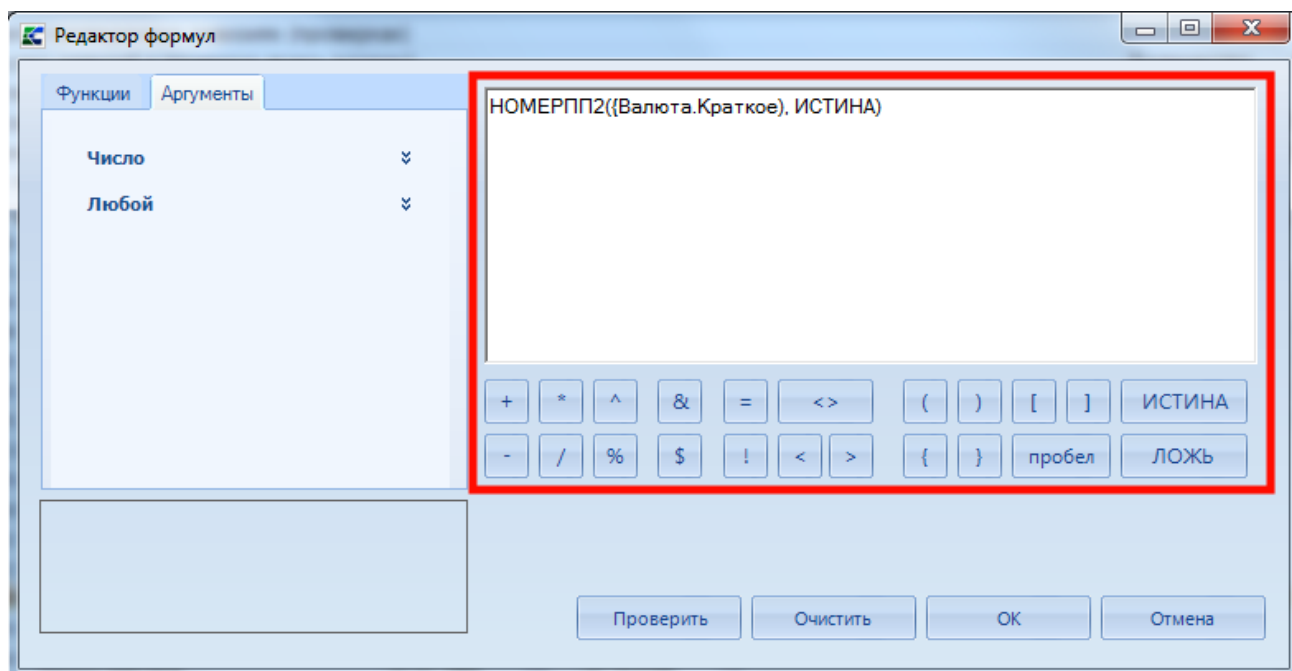 Редактор формул
Функции Аргументы
Число
Любой
НОМЕРПП2({Валюта.Краткое), ИСТИНА)
+ * ^ & = <> ( ) [ ] ИСТИНА
- / % $ ! < > { } пробел ЛОЖЬ
Проверить Очистить ОК Отмена